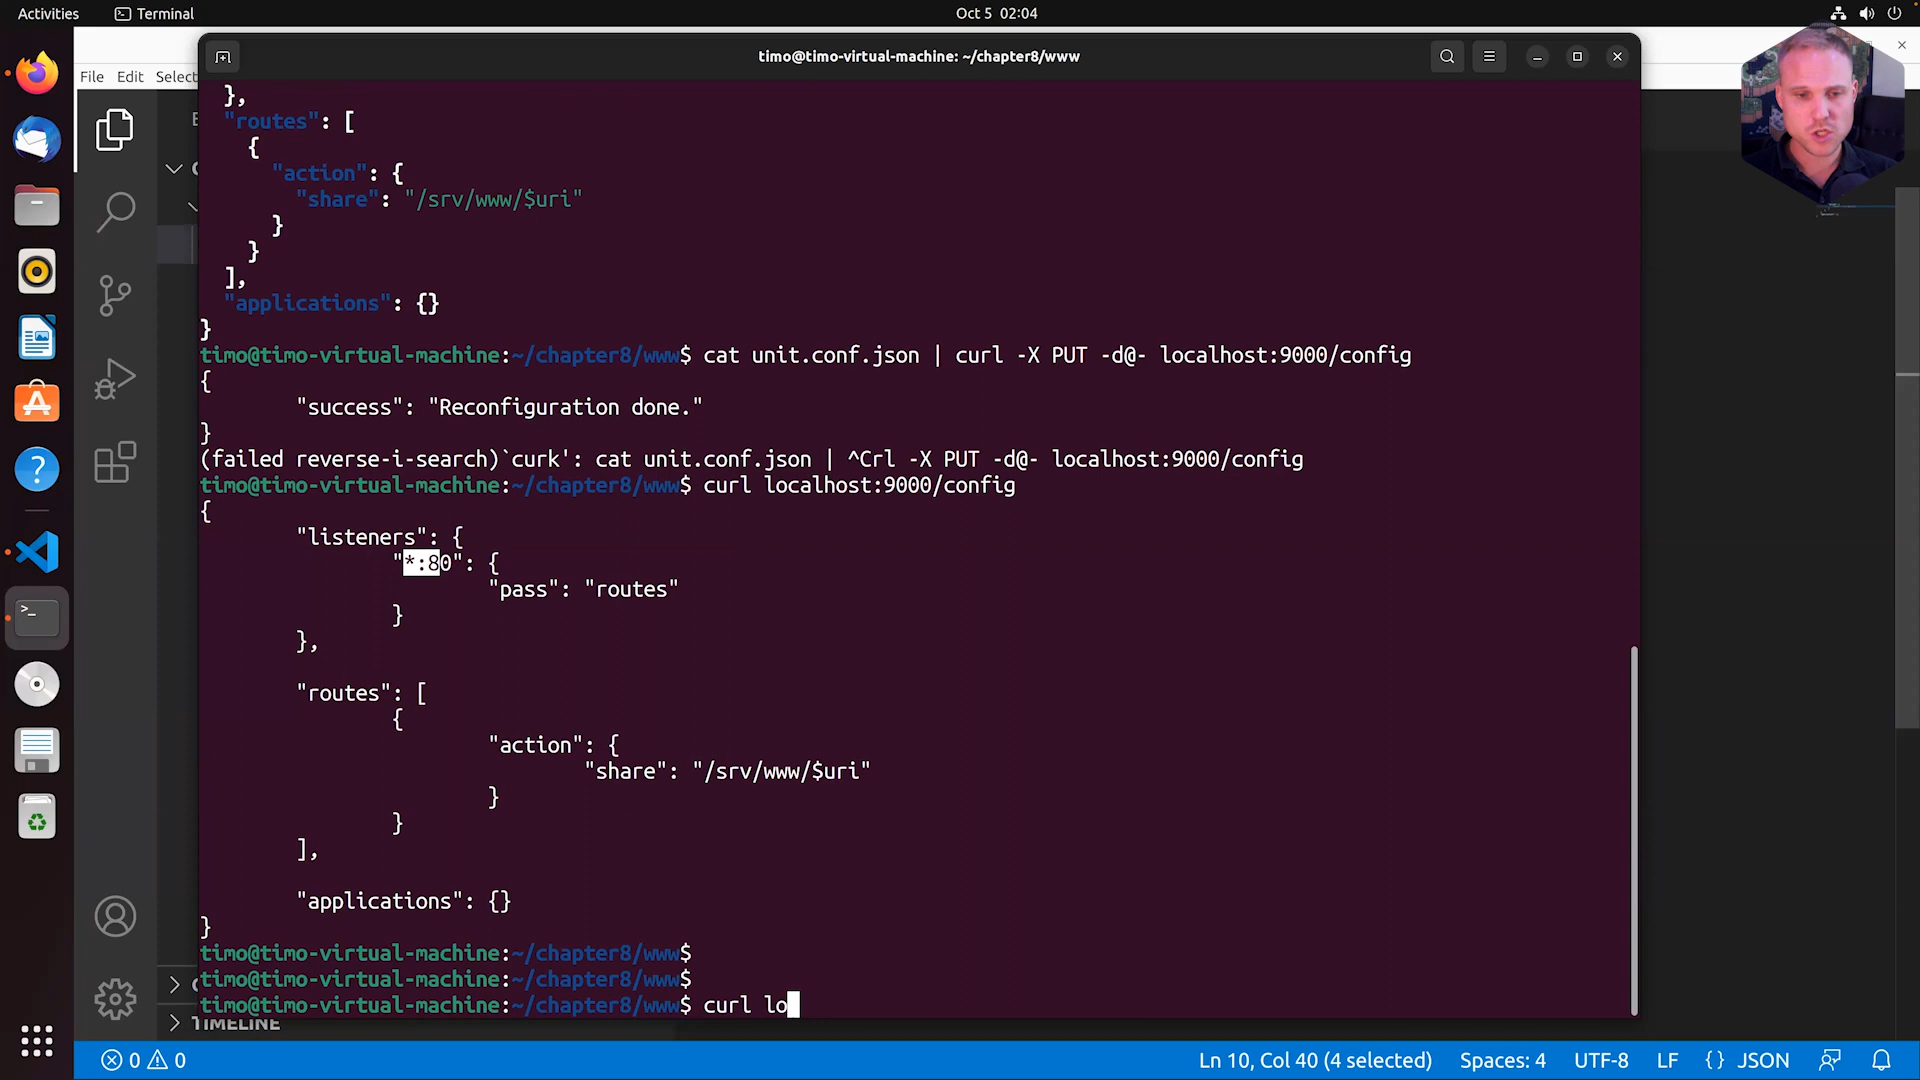 Activities Terminal Oct 5 02:04
timo@timo-virtual-machine: ~/chapter8/www
File Edit Select
},
"routes": [
{
"action": {
"share": "/srv/www/$uri"
}
}
],
"applications": {}
}
timo@timo-virtual-machine:~/chapter8/www$ cat unit.conf.json | curl -X PUT -d@- localhost:9000/config
{
"success": "Reconfiguration done."
}
(failed reverse-i-search)`curk': cat unit.conf.json | ^Crl -X PUT -d@- localhost:9000/config
timo@timo-virtual-machine:~/chapter8/www$ curl localhost:9000/config
{
"listeners": {
"*:80": {
"pass": "routes"
}
},
"routes": [
{
"action": {
"share": "/srv/www/$uri"
}
}
],
"applications": {}
}
timo@timo-virtual-machine:~/chapter8/www$
timo@timo-virtual-machine:~/chapter8/www$
timo@timo-virtual-machine:~/chapter8/www$ curl lo
TIMELINE
0 0 Ln 10, Col 40 (4 selected) Spaces: 4 UTF-8 LF {} JSON